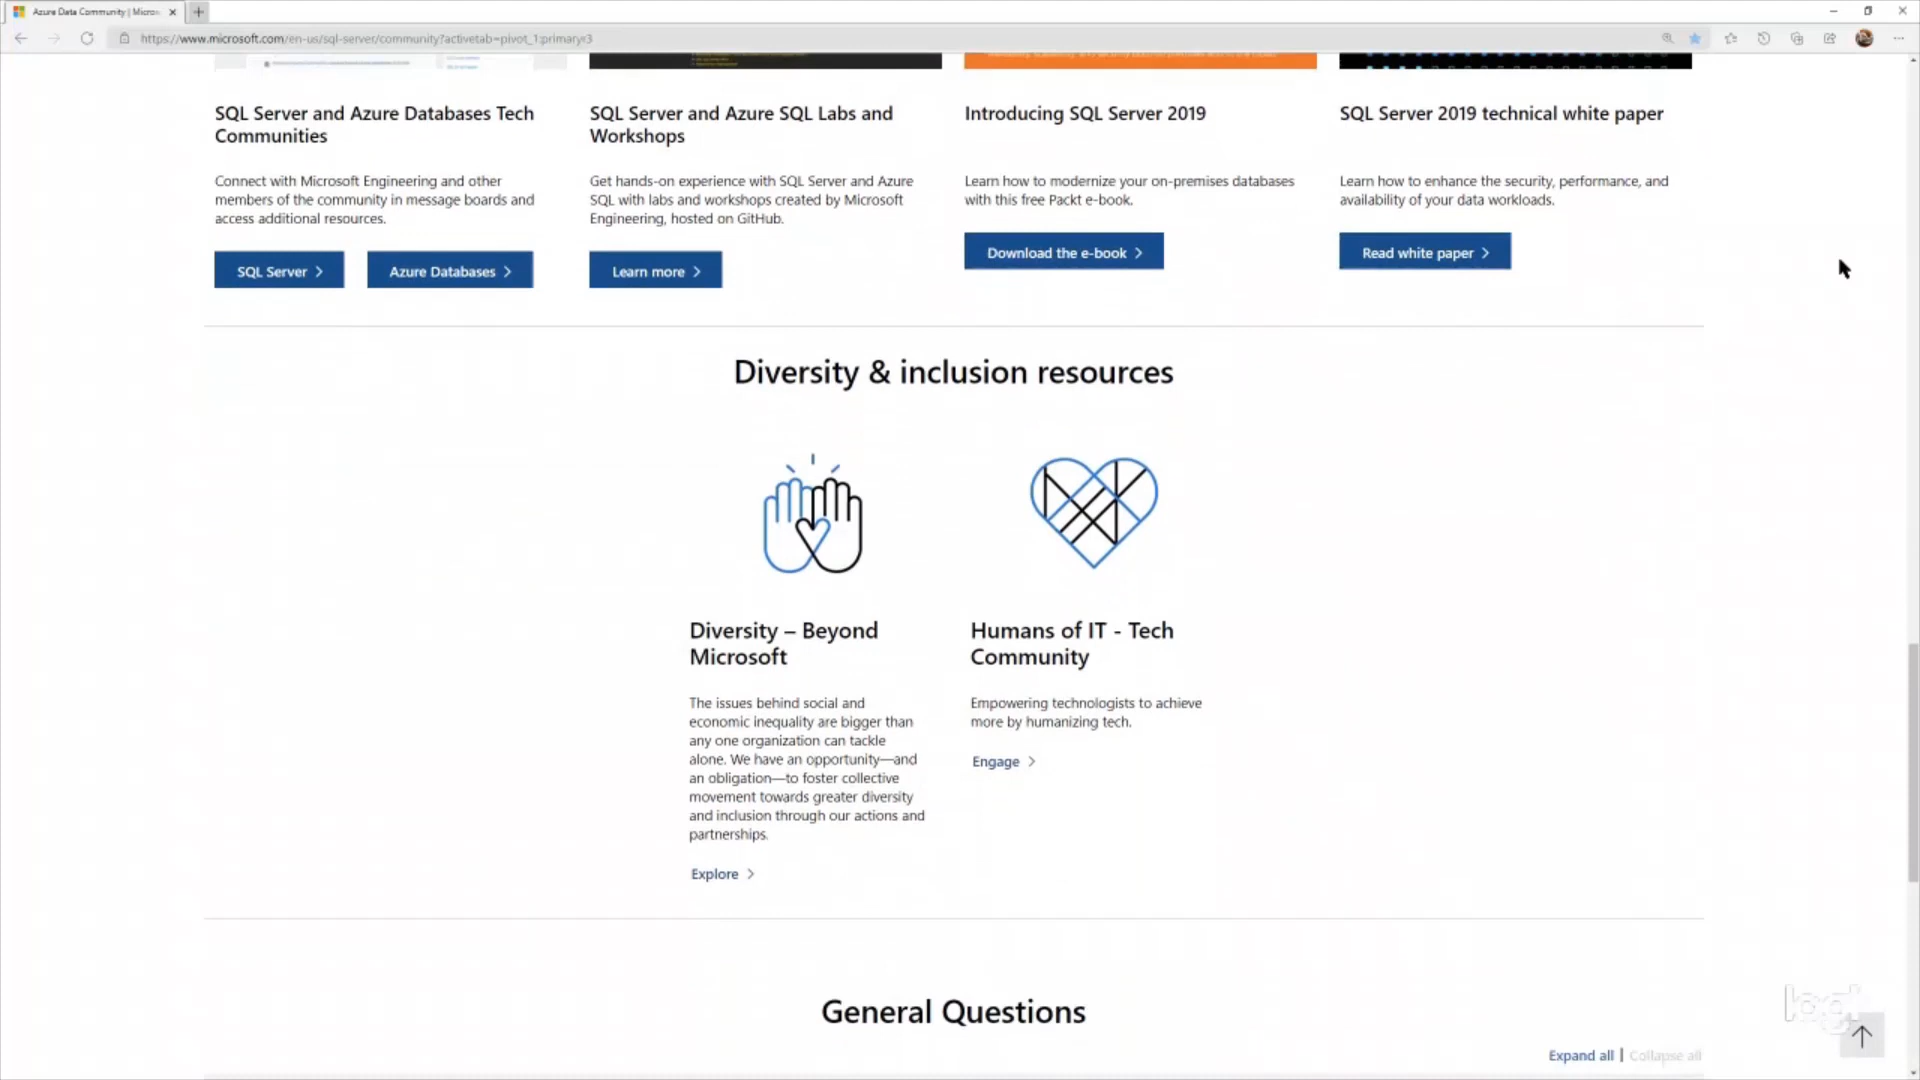 Azure Data Community | Micros
https://www.microsoft.com/en-us/sql-server/community?activetab=pivot_1:primaryr3
SQL Server and Azure Databases Tech
Communities
Connect with Microsoft Engineering and other
members of the community in message boards and
access additional resources.
SQL Server
Azure Databases
SQL Server and Azure SQL Labs and
Workshops
Get hands-on experience with SQL Server and Azure
SQL with labs and workshops created by Microsoft
Engineering, hosted on GitHub.
Learn more
Introducing SQL Server 2019
Learn how to modernize your on-premises databases
with this free Packt e-book.
Download the e-book
SQL Server 2019 technical white paper
Learn how to enhance the security, performance, and
availability of your data workloads.
Read white paper
Diversity & inclusion resources
Diversity – Beyond
Microsoft
The issues behind social and
economic inequality are bigger than
any one organization can tackle
alone. We have an opportunity—and
an obligation—to foster collective
movement towards greater diversity
and inclusion through our actions and
partnerships.
Explore
Humans of IT - Tech
Community
Empowering technologists to achieve
more by humanizing tech.
Engage
General Questions
Expand all | Collapse all